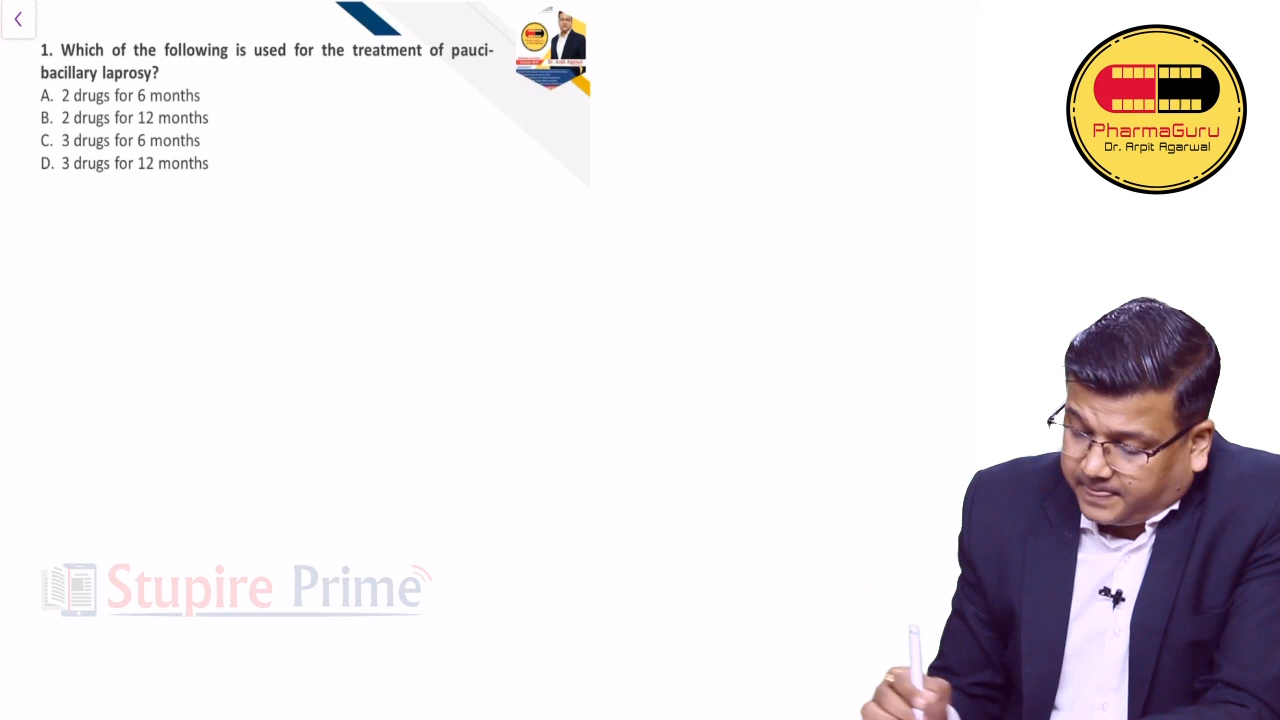 1. Which of the following is used for the treatment of pauci-
bacillary laprosy?
A. 2 drugs for 6 months
B. 2 drugs for 12 months
C. 3 drugs for 6 months
D. 3 drugs for 12 months
PharmaGuru
Dr. Arpit Agarwal
Stupire Prime